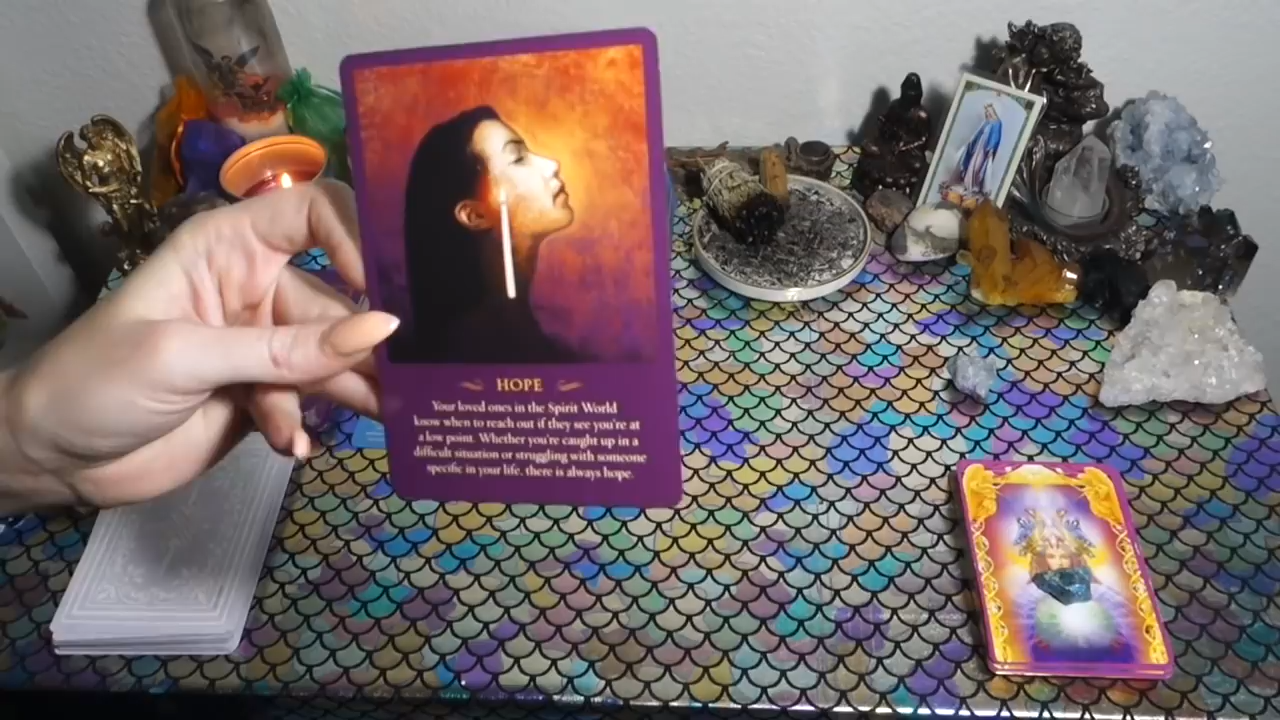 HOPE
Your loved ones in the Spirit World
know when to reach out if they see you're at
a low point. Whether you're caught up in a
difficult situation or struggling with someone
specific in your life, there is always hope.